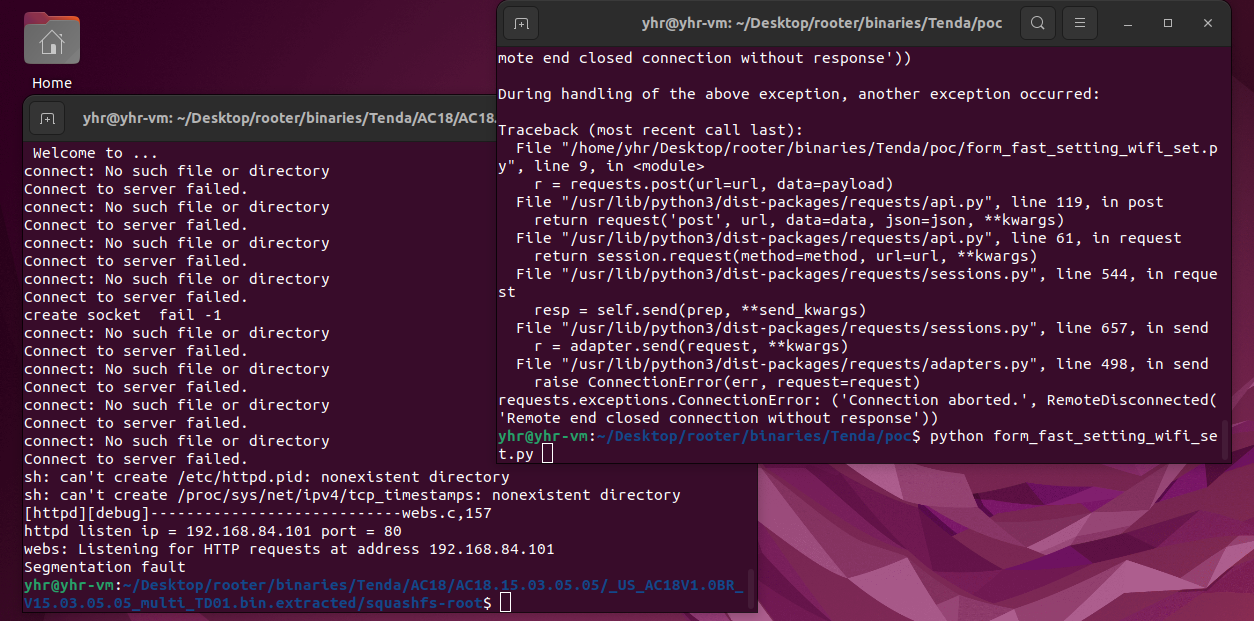 Home
yhr@yhr-vm: ~/Desktop/rooter/binaries/Tenda/AC18/AC18.
Welcome to ...
connect: No such file or directory
Connect to server failed.
connect: No such file or directory
Connect to server failed.
connect: No such file or directory
Connect to server failed.
connect: No such file or directory
Connect to server failed.
create socket  fail -1
connect: No such file or directory
Connect to server failed.
connect: No such file or directory
Connect to server failed.
connect: No such file or directory
Connect to server failed.
connect: No such file or directory
Connect to server failed.
sh: can't create /etc/httpd.pid: nonexistent directory
sh: can't create /proc/sys/net/ipv4/tcp_timestamps: nonexistent directory
[httpd][debug]----------------------------webs.c,157
httpd listen ip = 192.168.84.101 port = 80
webs: Listening for HTTP requests at address 192.168.84.101
Segmentation fault
yhr@yhr-vm:~/Desktop/rooter/binaries/Tenda/AC18/AC18.15.03.05.05/_US_AC18V1.0BR_
V15.03.05.05_multi_TD01.bin.extracted/squashfs-root$
yhr@yhr-vm: ~/Desktop/rooter/binaries/Tenda/poc
mote end closed connection without response'))
During handling of the above exception, another exception occurred:
Traceback (most recent call last):
  File "/home/yhr/Desktop/rooter/binaries/Tenda/poc/form_fast_setting_wifi_set.p
y", line 9, in <module>
    r = requests.post(url=url, data=payload)
  File "/usr/lib/python3/dist-packages/requests/api.py", line 119, in post
    return request('post', url, data=data, json=json, **kwargs)
  File "/usr/lib/python3/dist-packages/requests/api.py", line 61, in request
    return session.request(method=method, url=url, **kwargs)
  File "/usr/lib/python3/dist-packages/requests/sessions.py", line 544, in reque
st
    resp = self.send(prep, **send_kwargs)
  File "/usr/lib/python3/dist-packages/requests/sessions.py", line 657, in send
    r = adapter.send(request, **kwargs)
  File "/usr/lib/python3/dist-packages/requests/adapters.py", line 498, in send
    raise ConnectionError(err, request=request)
requests.exceptions.ConnectionError: ('Connection aborted.', RemoteDisconnected(
'Remote end closed connection without response'))
yhr@yhr-vm:~/Desktop/rooter/binaries/Tenda/poc$ python form_fast_setting_wifi_se
t.py